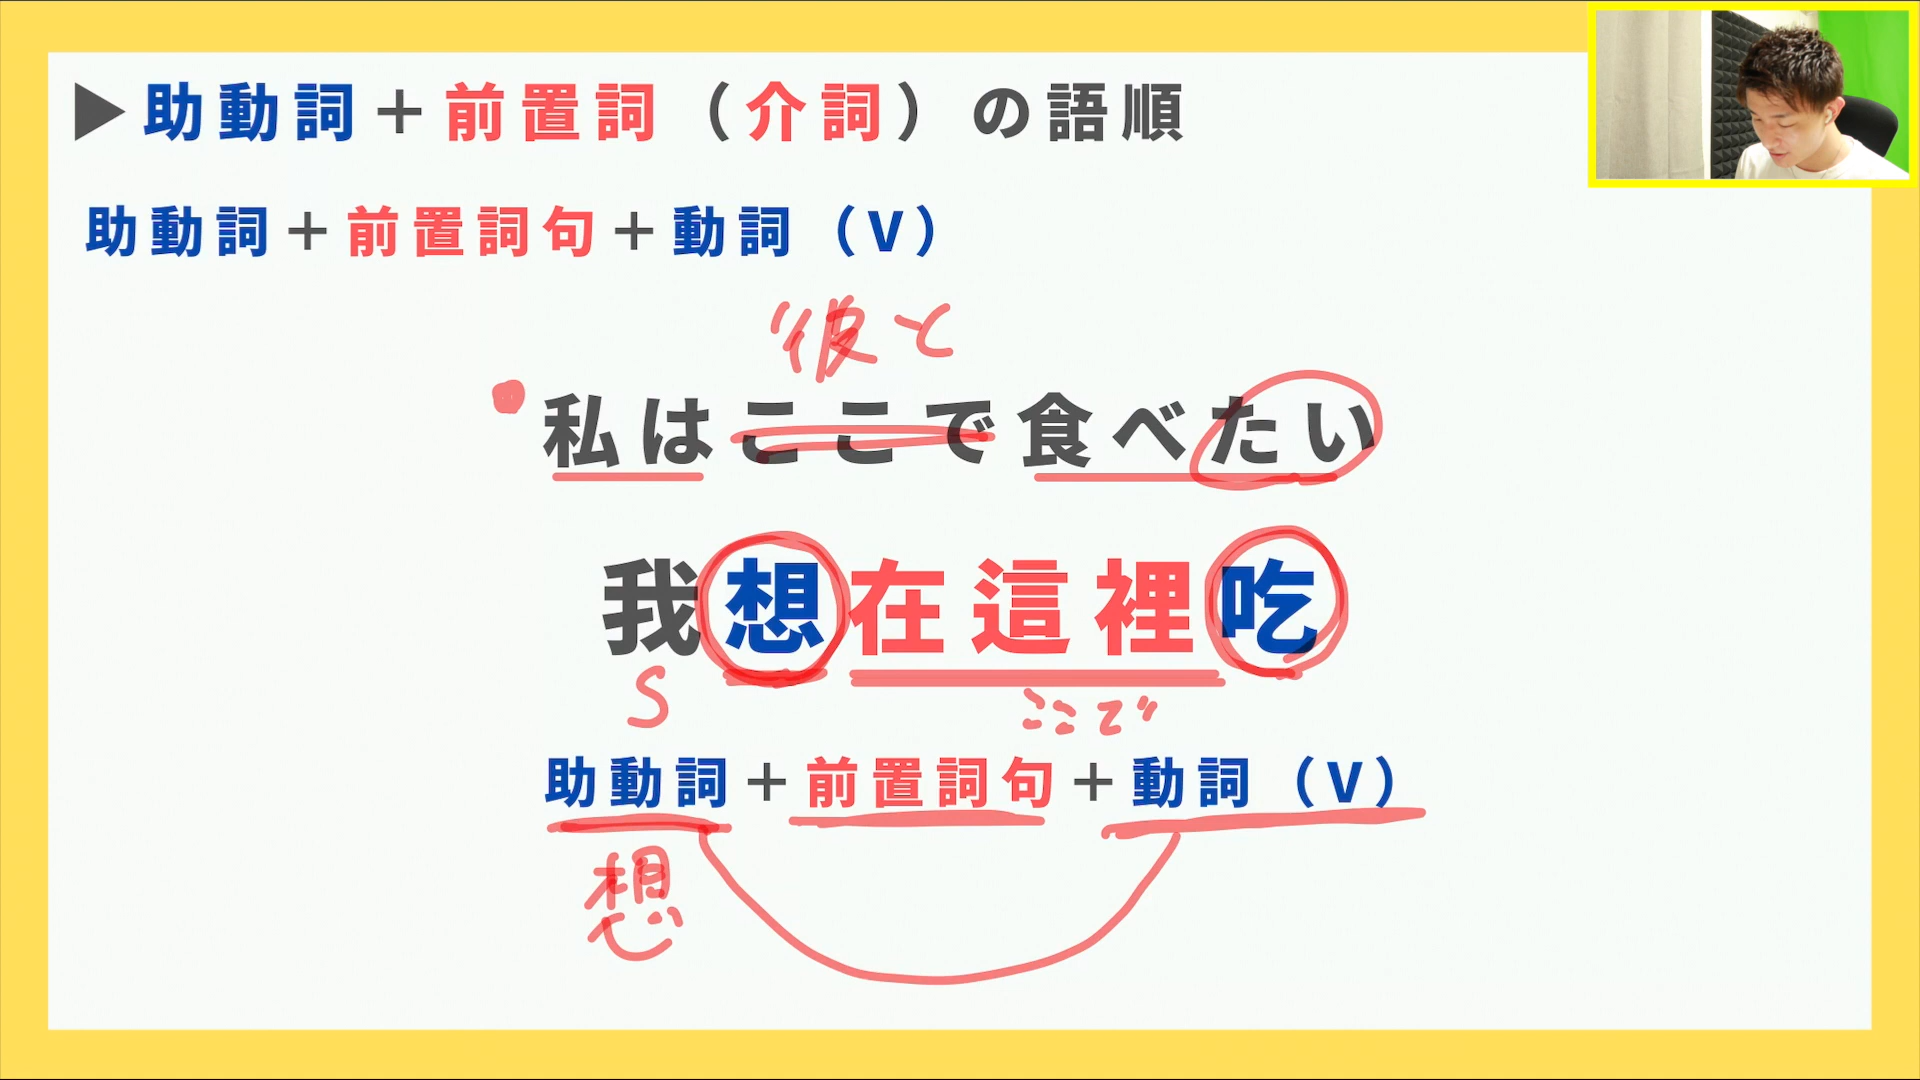 ▶助動詞＋前置詞（介詞）の語順
助動詞＋前置詞句＋動詞（V）
彼と
私はここで食べたい
我想在這裡吃
S
ここで
助動詞＋前置詞句＋動詞（V）
想